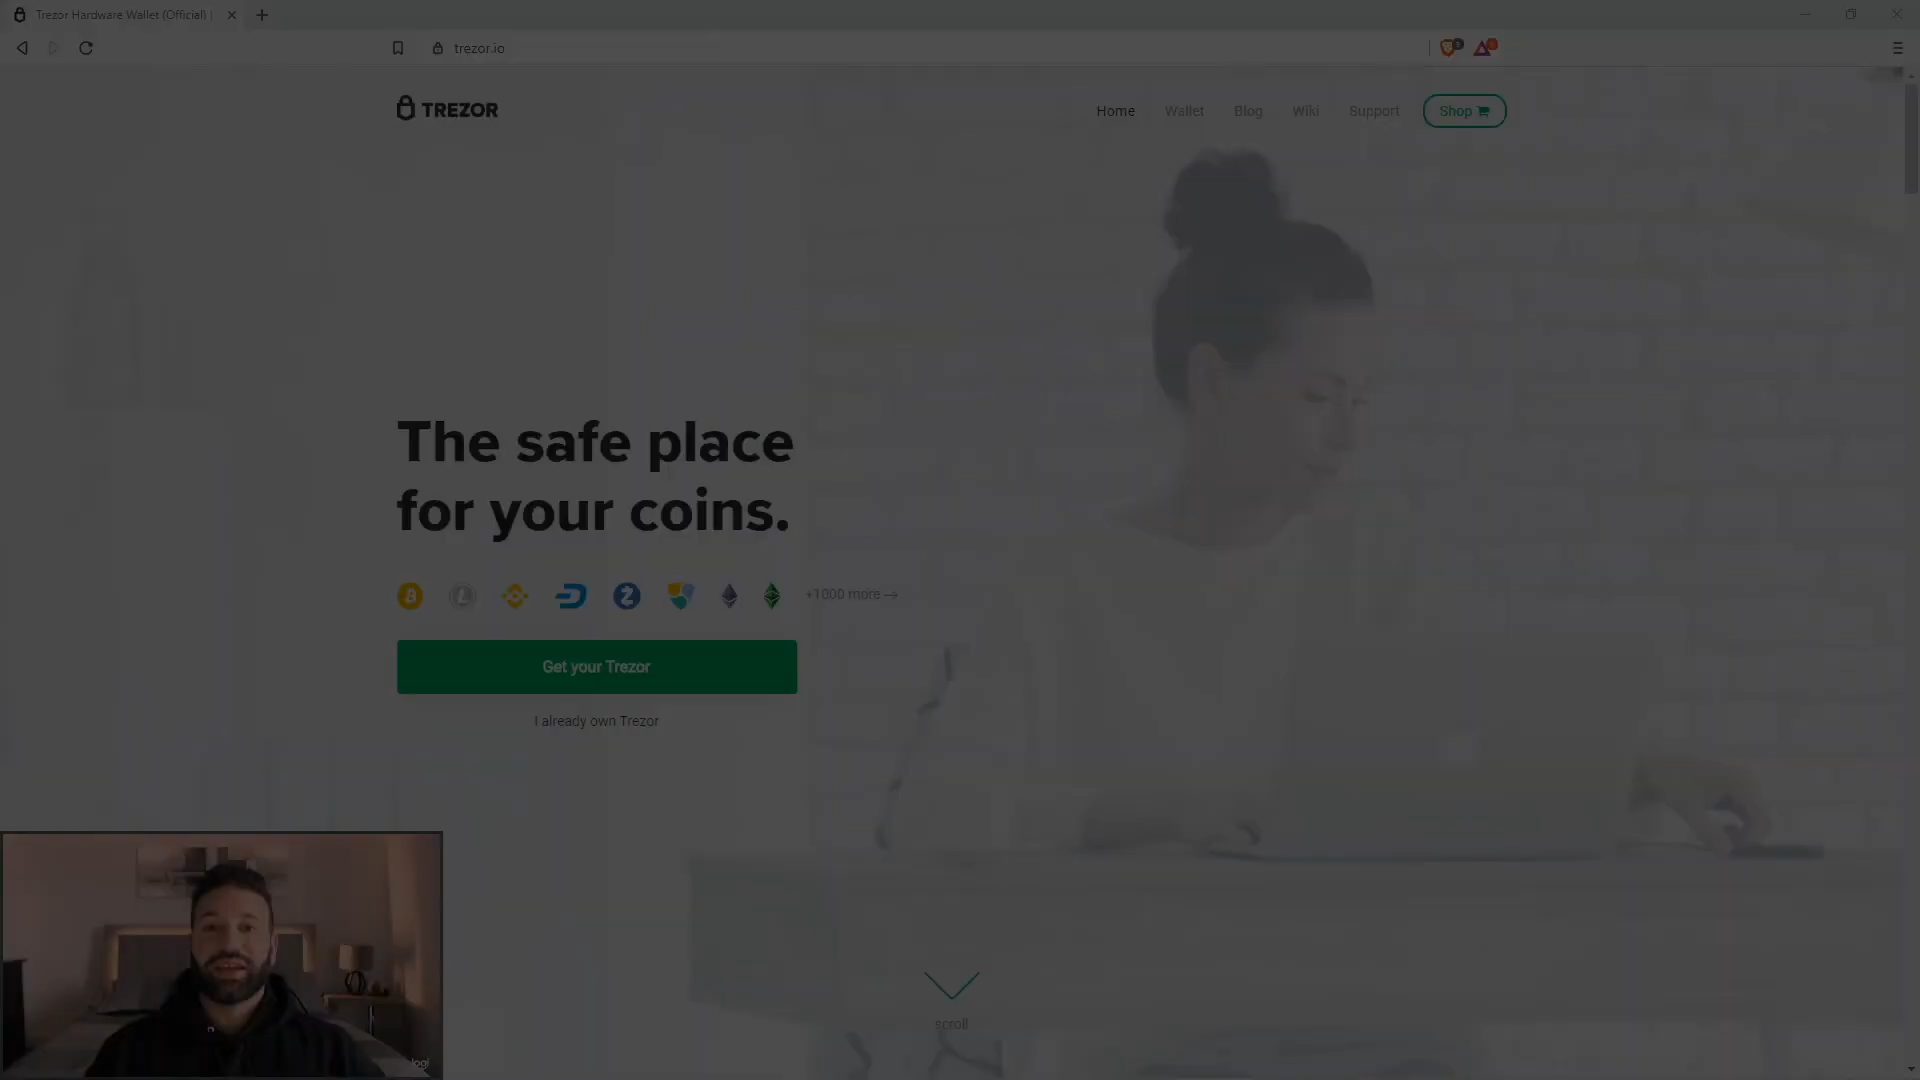 Trezor Hardware Wallet (Official) |
trezor.io
TREZOR
Home
Wallet
Blog
Wiki
Support
Shop
The safe place
for your coins.
+1000 more →
Get your Trezor
I already own Trezor
scroll
logi